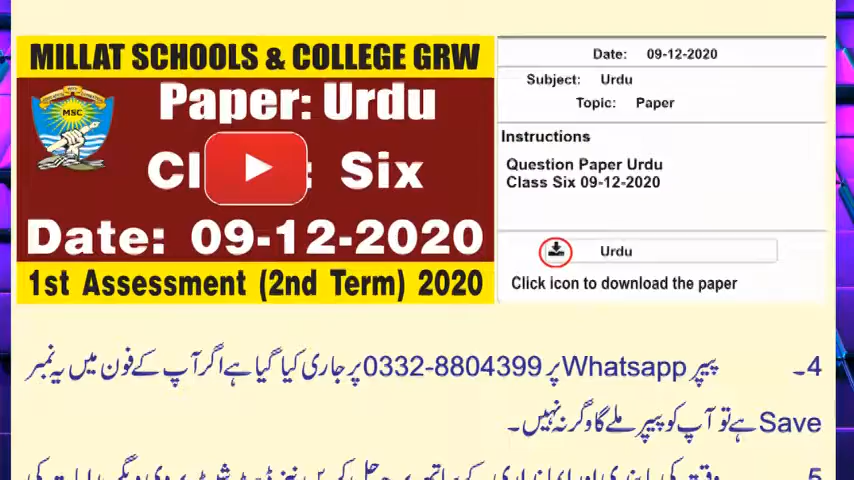 MILLAT SCHOOLS & COLLEGE GRW
Paper: Urdu
Six
Date: 09-12-2020
1st Assessment (2nd Term) 2020
MSC
Date: 09-12-2020
Subject: Urdu
Topic: Paper
Instructions
Question Paper Urdu
Class Six 09-12-2020
Urdu
Click icon to download the paper
4۔ پیپر Whatsapp پر 0332-8804399 پر جاری کیا گیا ہے اگر آپ کے فون میں یہ نمبر
Save ہے تو آپ کو پیپر ملے گا وگرنہ نہیں۔